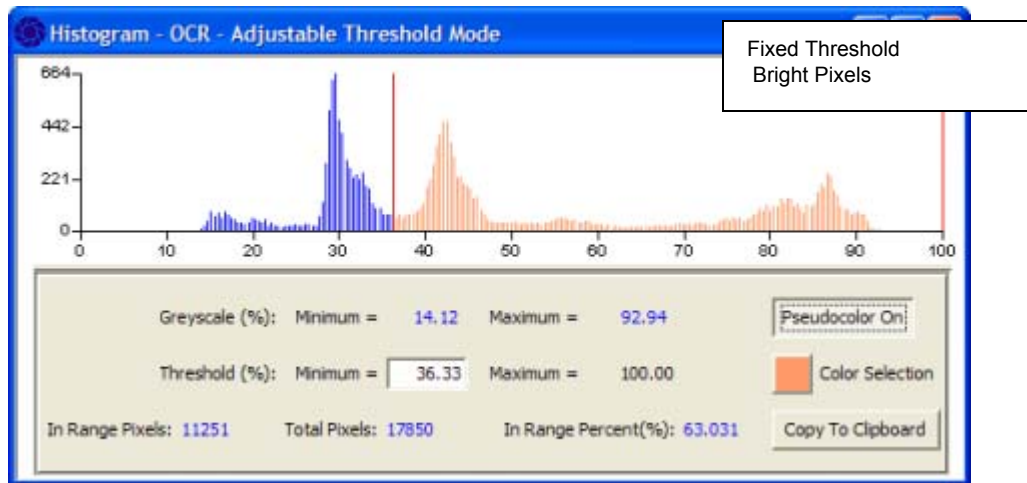 Histogram - OCR - Adjustable Threshold Mode
Fixed Threshold
Bright Pixels
664
442
221
0
0 10 20 30 40 50 60 70 80 90 100
Greyscale (%): Minimum = 14.12 Maximum = 92.94 Pseudocolor On
Threshold (%): Minimum = 36.33 Maximum = 100.00 Color Selection
In Range Pixels: 11251 Total Pixels: 17850 In Range Percent(%): 63.031 Copy To Clipboard